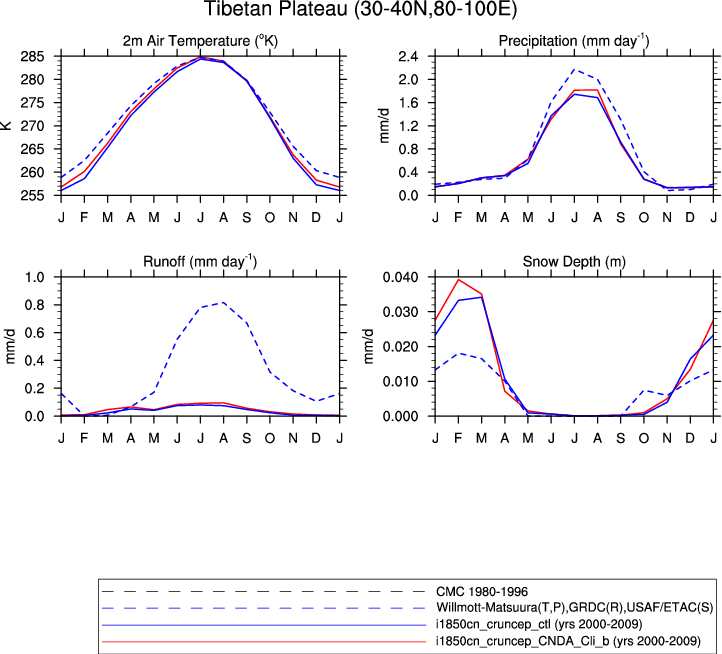 Tibetan Plateau (30-40N,80-100E)
2m Air Temperature (°K)
285
280
275
270
265
260
255
K
J F M A M J J A S O N D J
Precipitation (mm day-1)
2.4
2.0
1.6
1.2
0.8
0.4
0.0
mm/d
J F M A M J J A S O N D J
Runoff (mm day-1)
1.0
0.8
0.6
0.4
0.2
0.0
mm/d
J F M A M J J A S O N D J
Snow Depth (m)
0.040
0.030
0.020
0.010
0.000
mm/d
J F M A M J J A S O N D J
CMC 1980-1996
Willmott-Matsuura(T,P),GRDC(R),USAF/ETAC(S)
i1850cn_cruncep_ctl (yrs 2000-2009)
i1850cn_cruncep_CNDA_Cli_b (yrs 2000-2009)